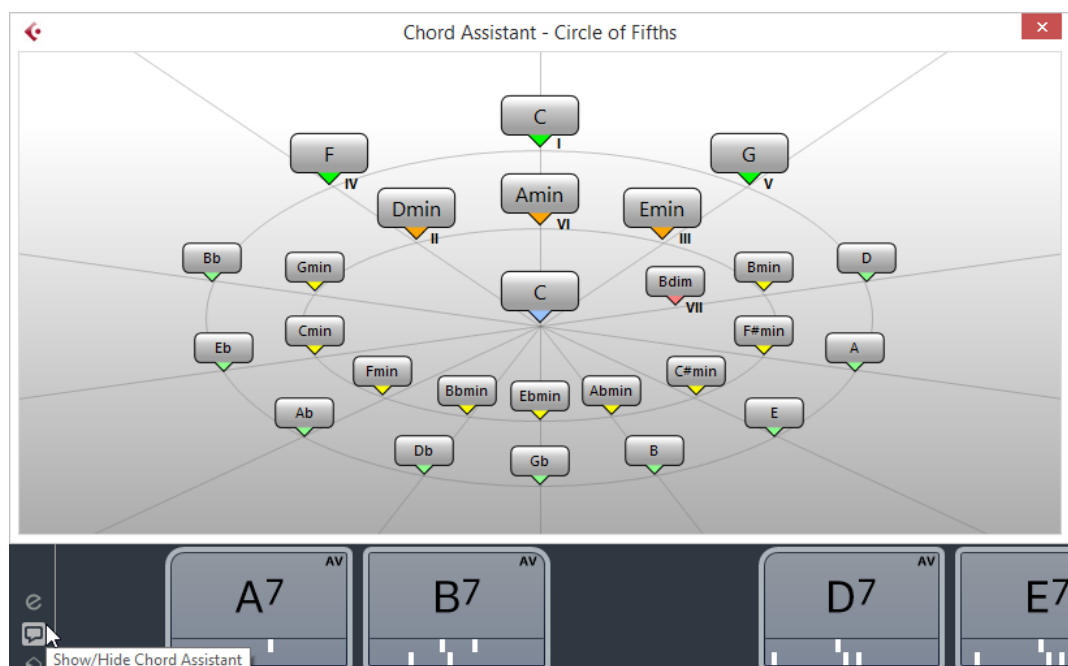 Chord Assistant - Circle of Fifths
C
I
F
IV
G
V
Amin
VI
Dmin
II
Emin
III
Bb
Gmin
Bdim
VII
Bmin
D
C
Eb
Cmin
F#min
A
Fmin
C#min
Bbmin
Ebmin
Abmin
Ab
E
Db
Gb
B
AV
A7
AV
B7
AV
D7
E7
Show/Hide Chord Assistant